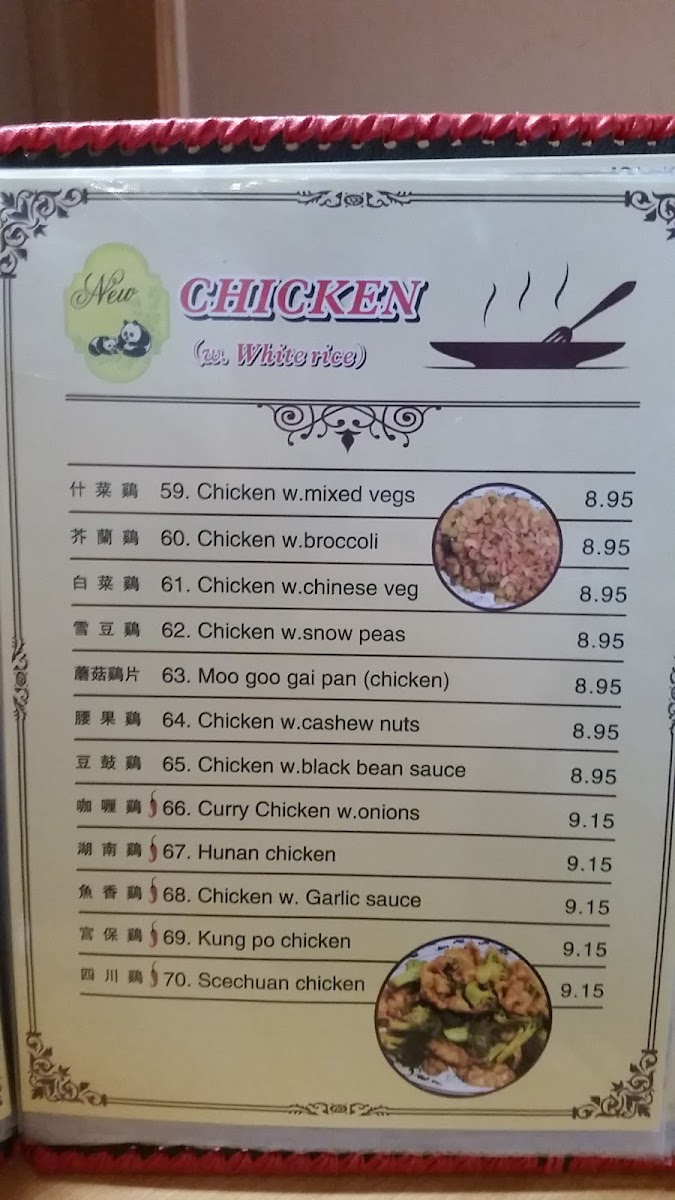 New
CHICKEN
(w. White rice)
什菜鷄 59. Chicken w.mixed vegs 8.95
芥蘭鷄 60. Chicken w.broccoli 8.95
白菜鷄 61. Chicken w.chinese veg 8.95
雪豆鷄 62. Chicken w.snow peas 8.95
蘑菇鷄片 63. Moo goo gai pan (chicken) 8.95
腰果鷄 64. Chicken w.cashew nuts 8.95
豆鼓鷄 65. Chicken w.black bean sauce 8.95
咖喱鷄 66. Curry Chicken w.onions 9.15
湖南鷄 67. Hunan chicken 9.15
魚香鷄 68. Chicken w. Garlic sauce 9.15
宫保鷄 69. Kung po chicken 9.15
四川鷄 70. Scechuan chicken 9.15